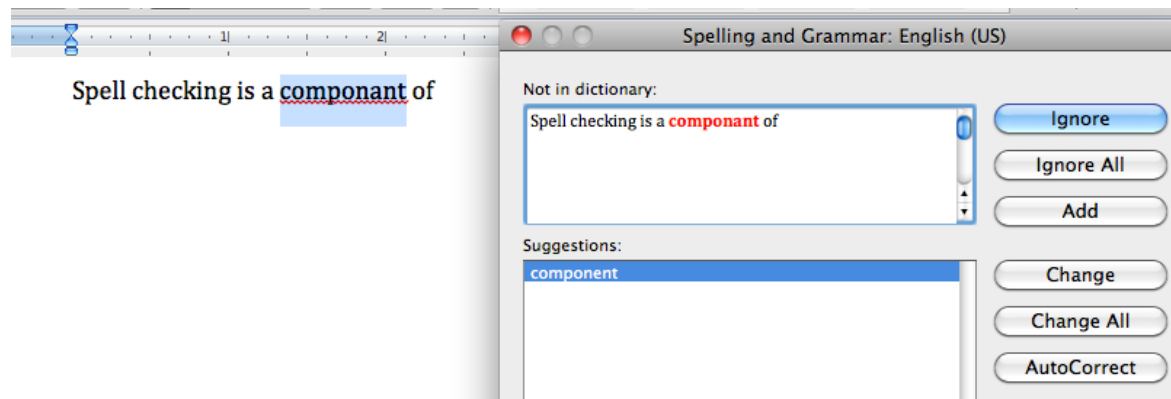 1 2
Spelling and Grammar: English (US)
Spell checking is a componant of
Not in dictionary:
Spell checking is a componant of
Ignore
Ignore All
Add
Suggestions:
component
Change
Change All
AutoCorrect